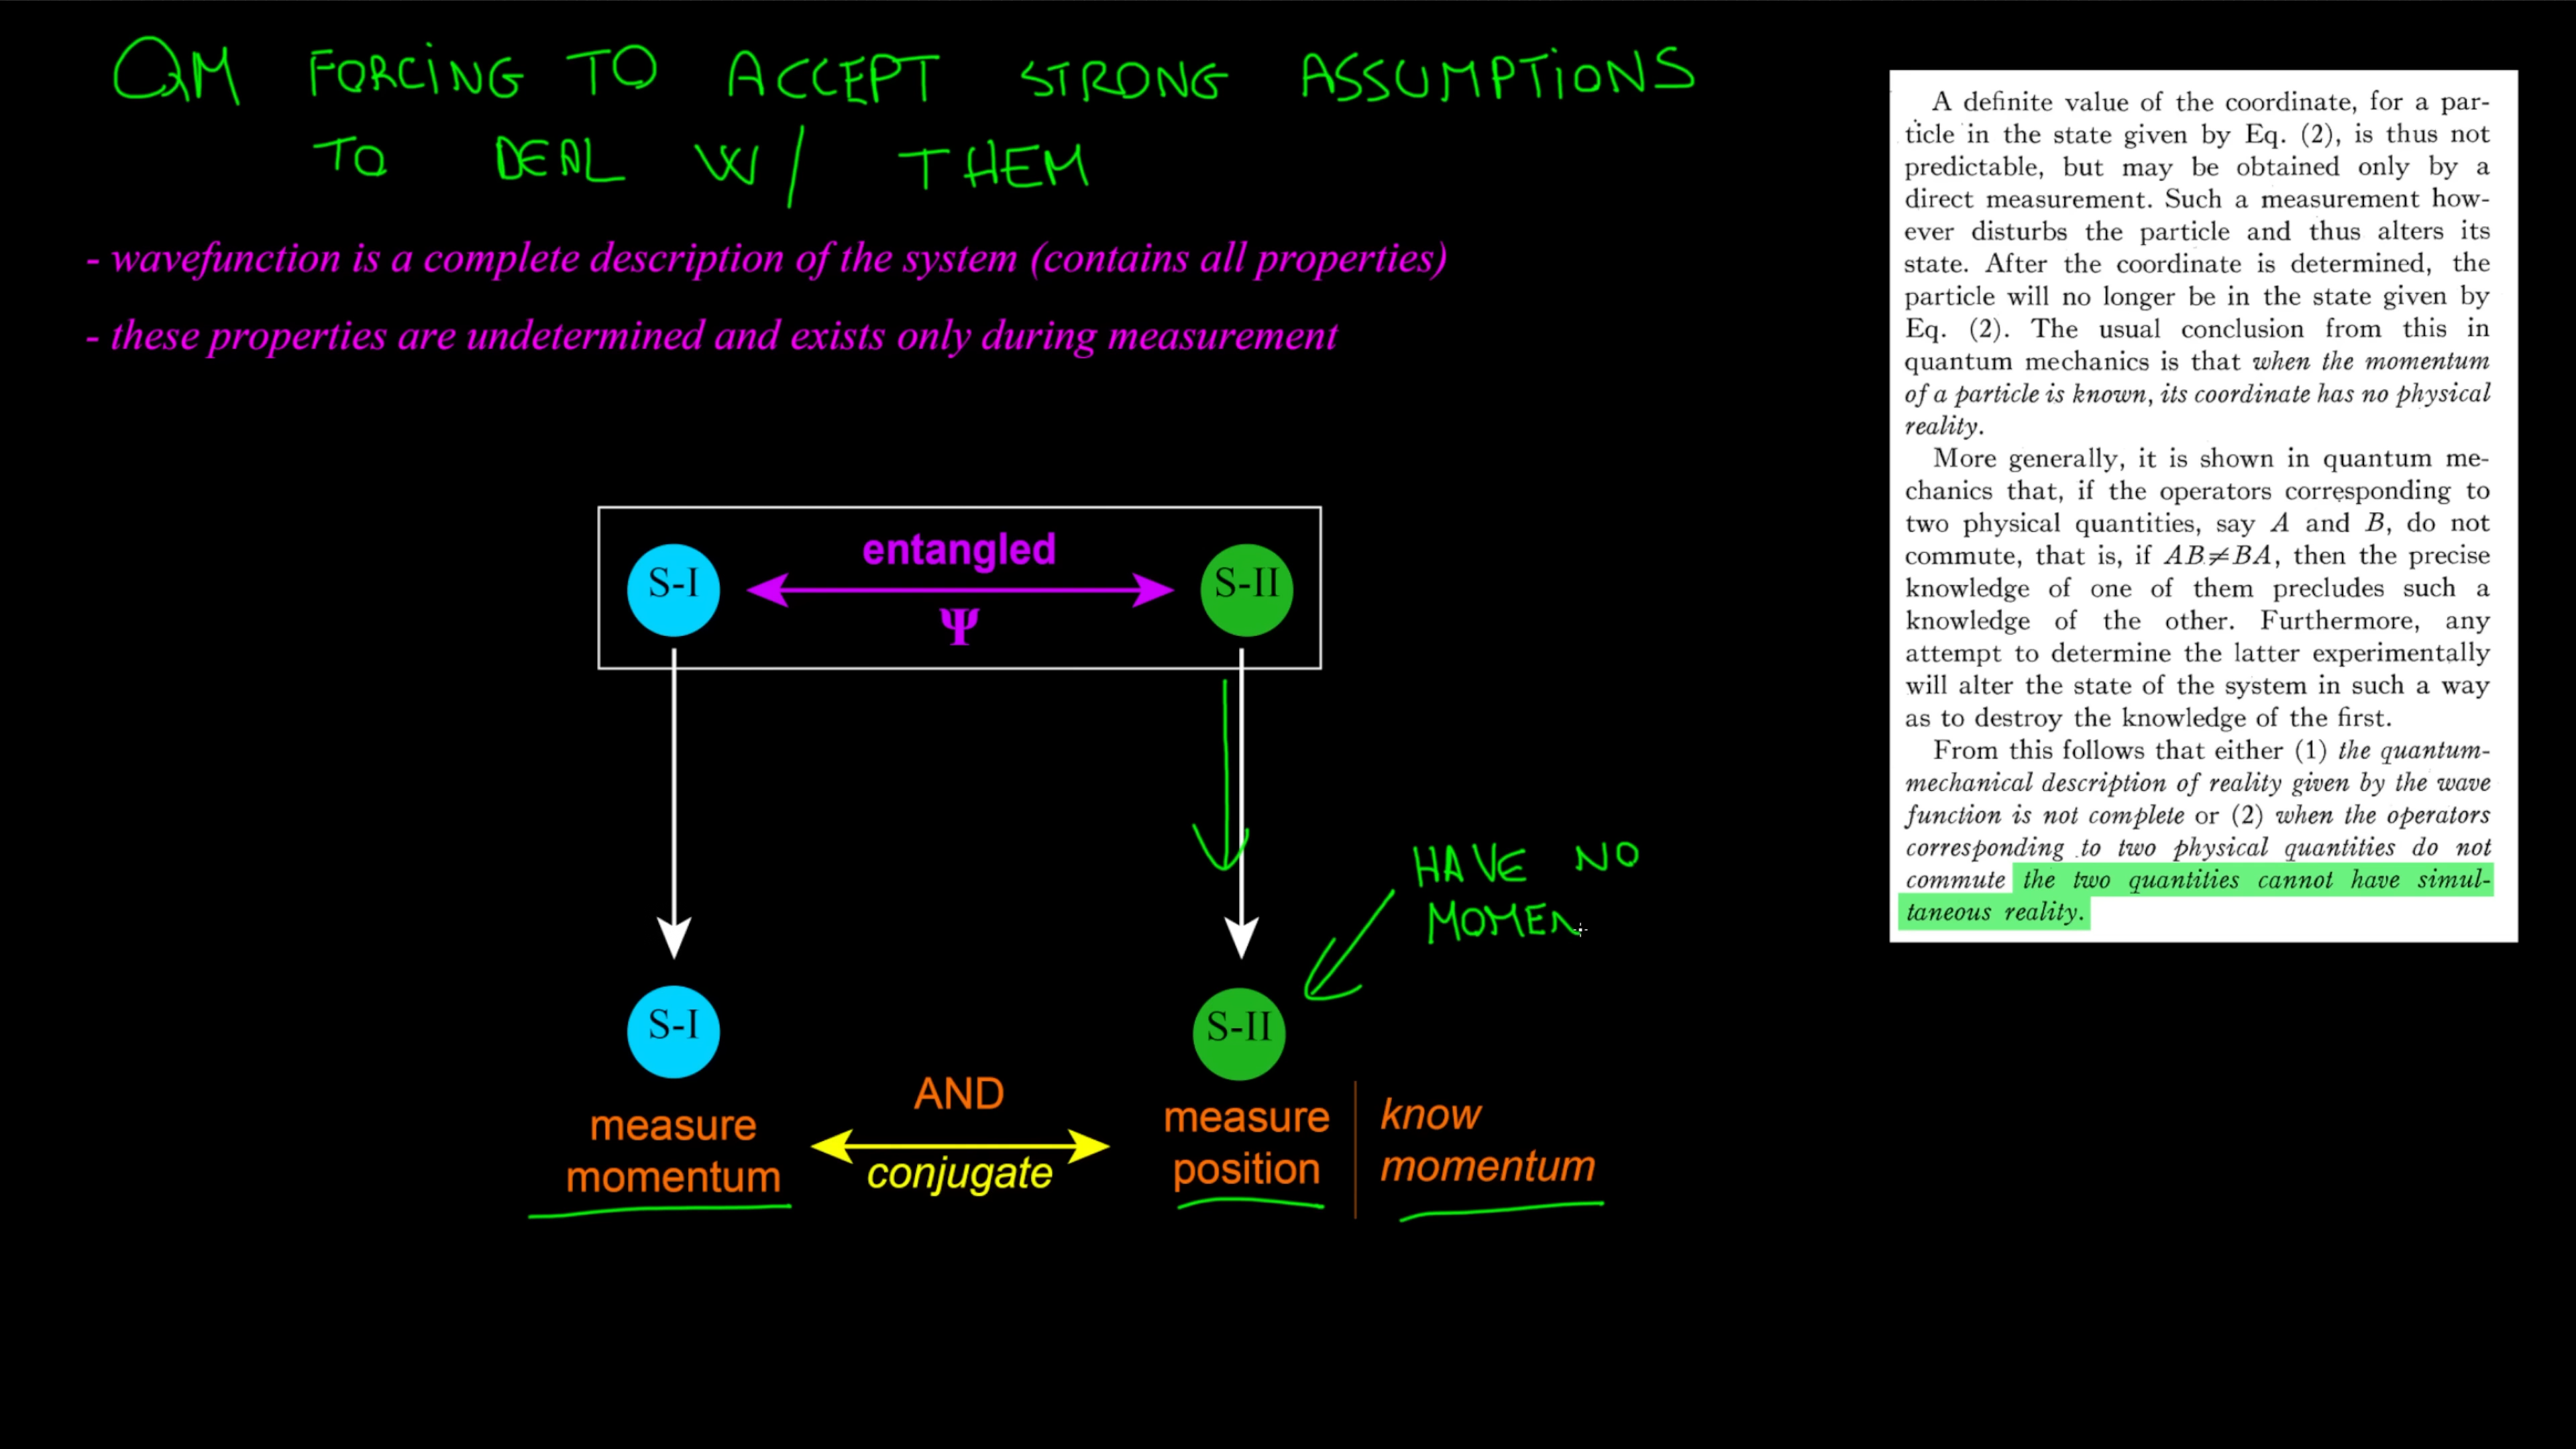 QM FORCING TO ACCEPT STRONG ASSUMPTIONS
TO DEAL W/ THEM
- wavefunction is a complete description of the system (contains all properties)
- these properties are undetermined and exists only during measurement
S-I
entangled
Ψ
S-II
HAVE NO
MOMEN
S-I
S-II
measure
momentum
AND
conjugate
measure
position
know
momentum
A definite value of the coordinate, for a par-
ticle in the state given by Eq. (2), is thus not
predictable, but may be obtained only by a
direct measurement. Such a measurement how-
ever disturbs the particle and thus alters its
state. After the coordinate is determined, the
particle will no longer be in the state given by
Eq. (2). The usual conclusion from this in
quantum mechanics is that when the momentum
of a particle is known, its coordinate has no physical
reality.
More generally, it is shown in quantum me-
chanics that, if the operators corresponding to
two physical quantities, say A and B, do not
commute, that is, if AB≠BA, then the precise
knowledge of one of them precludes such a
knowledge of the other. Furthermore, any
attempt to determine the latter experimentally
will alter the state of the system in such a way
as to destroy the knowledge of the first.
From this follows that either (1) the quantum-
mechanical description of reality given by the wave
function is not complete or (2) when the operators
corresponding to two physical quantities do not
commute the two quantities cannot have simul-
taneous reality.